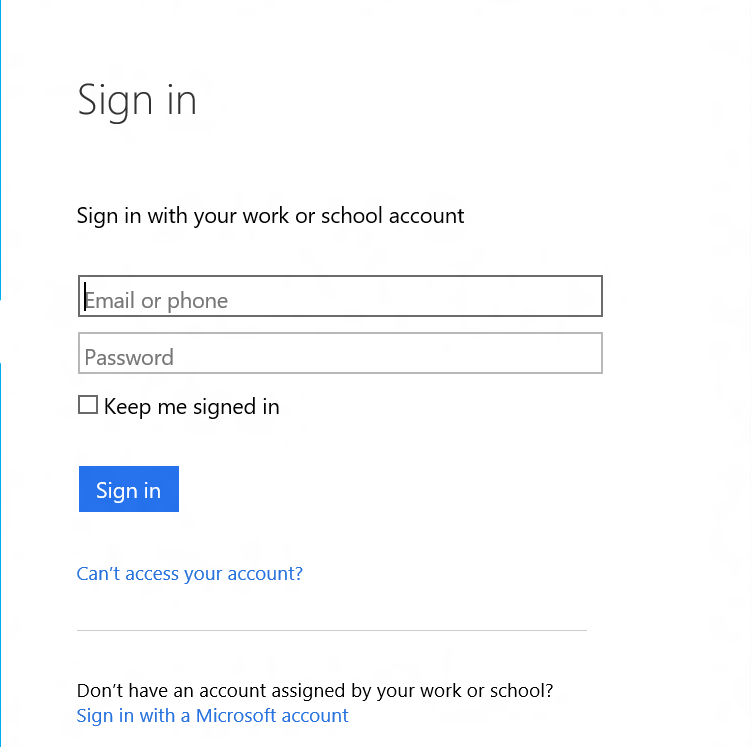 Sign in
Sign in with your work or school account
Email or phone
Password
Keep me signed in
Sign in
Can't access your account?
Don't have an account assigned by your work or school?
Sign in with a Microsoft account